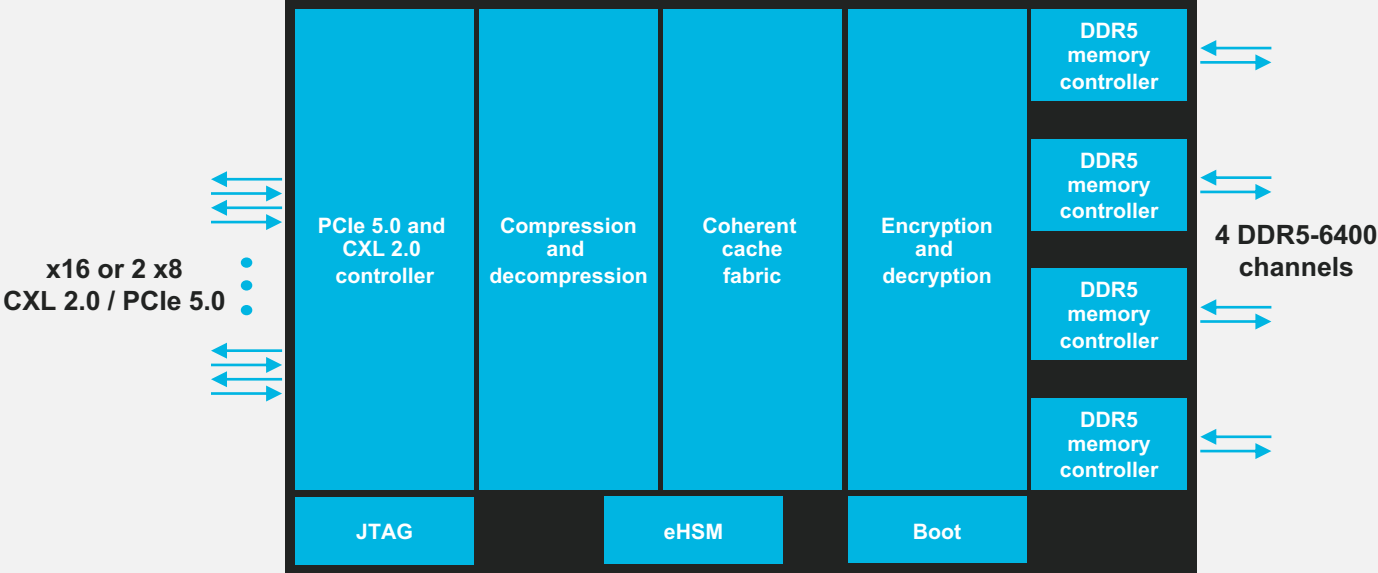 x16 or 2 x8
CXL 2.0 / PCIe 5.0
PCIe 5.0 and
CXL 2.0
controller
Compression
and
decompression
Coherent
cache
fabric
Encryption
and
decryption
DDR5
memory
controller
DDR5
memory
controller
DDR5
memory
controller
DDR5
memory
controller
4 DDR5-6400
channels
JTAG
eHSM
Boot